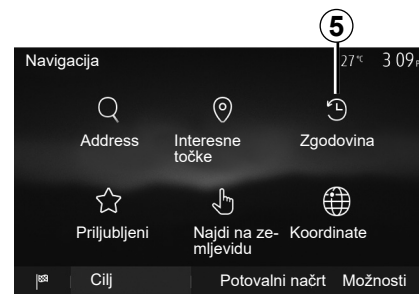 5
Navigacija 27°C 3 09
Address Interesne točke Zgodovina
Priljubljeni Najdi na ze-
mljevidu Koordinate
Cilj Potovalni načrt Možnosti